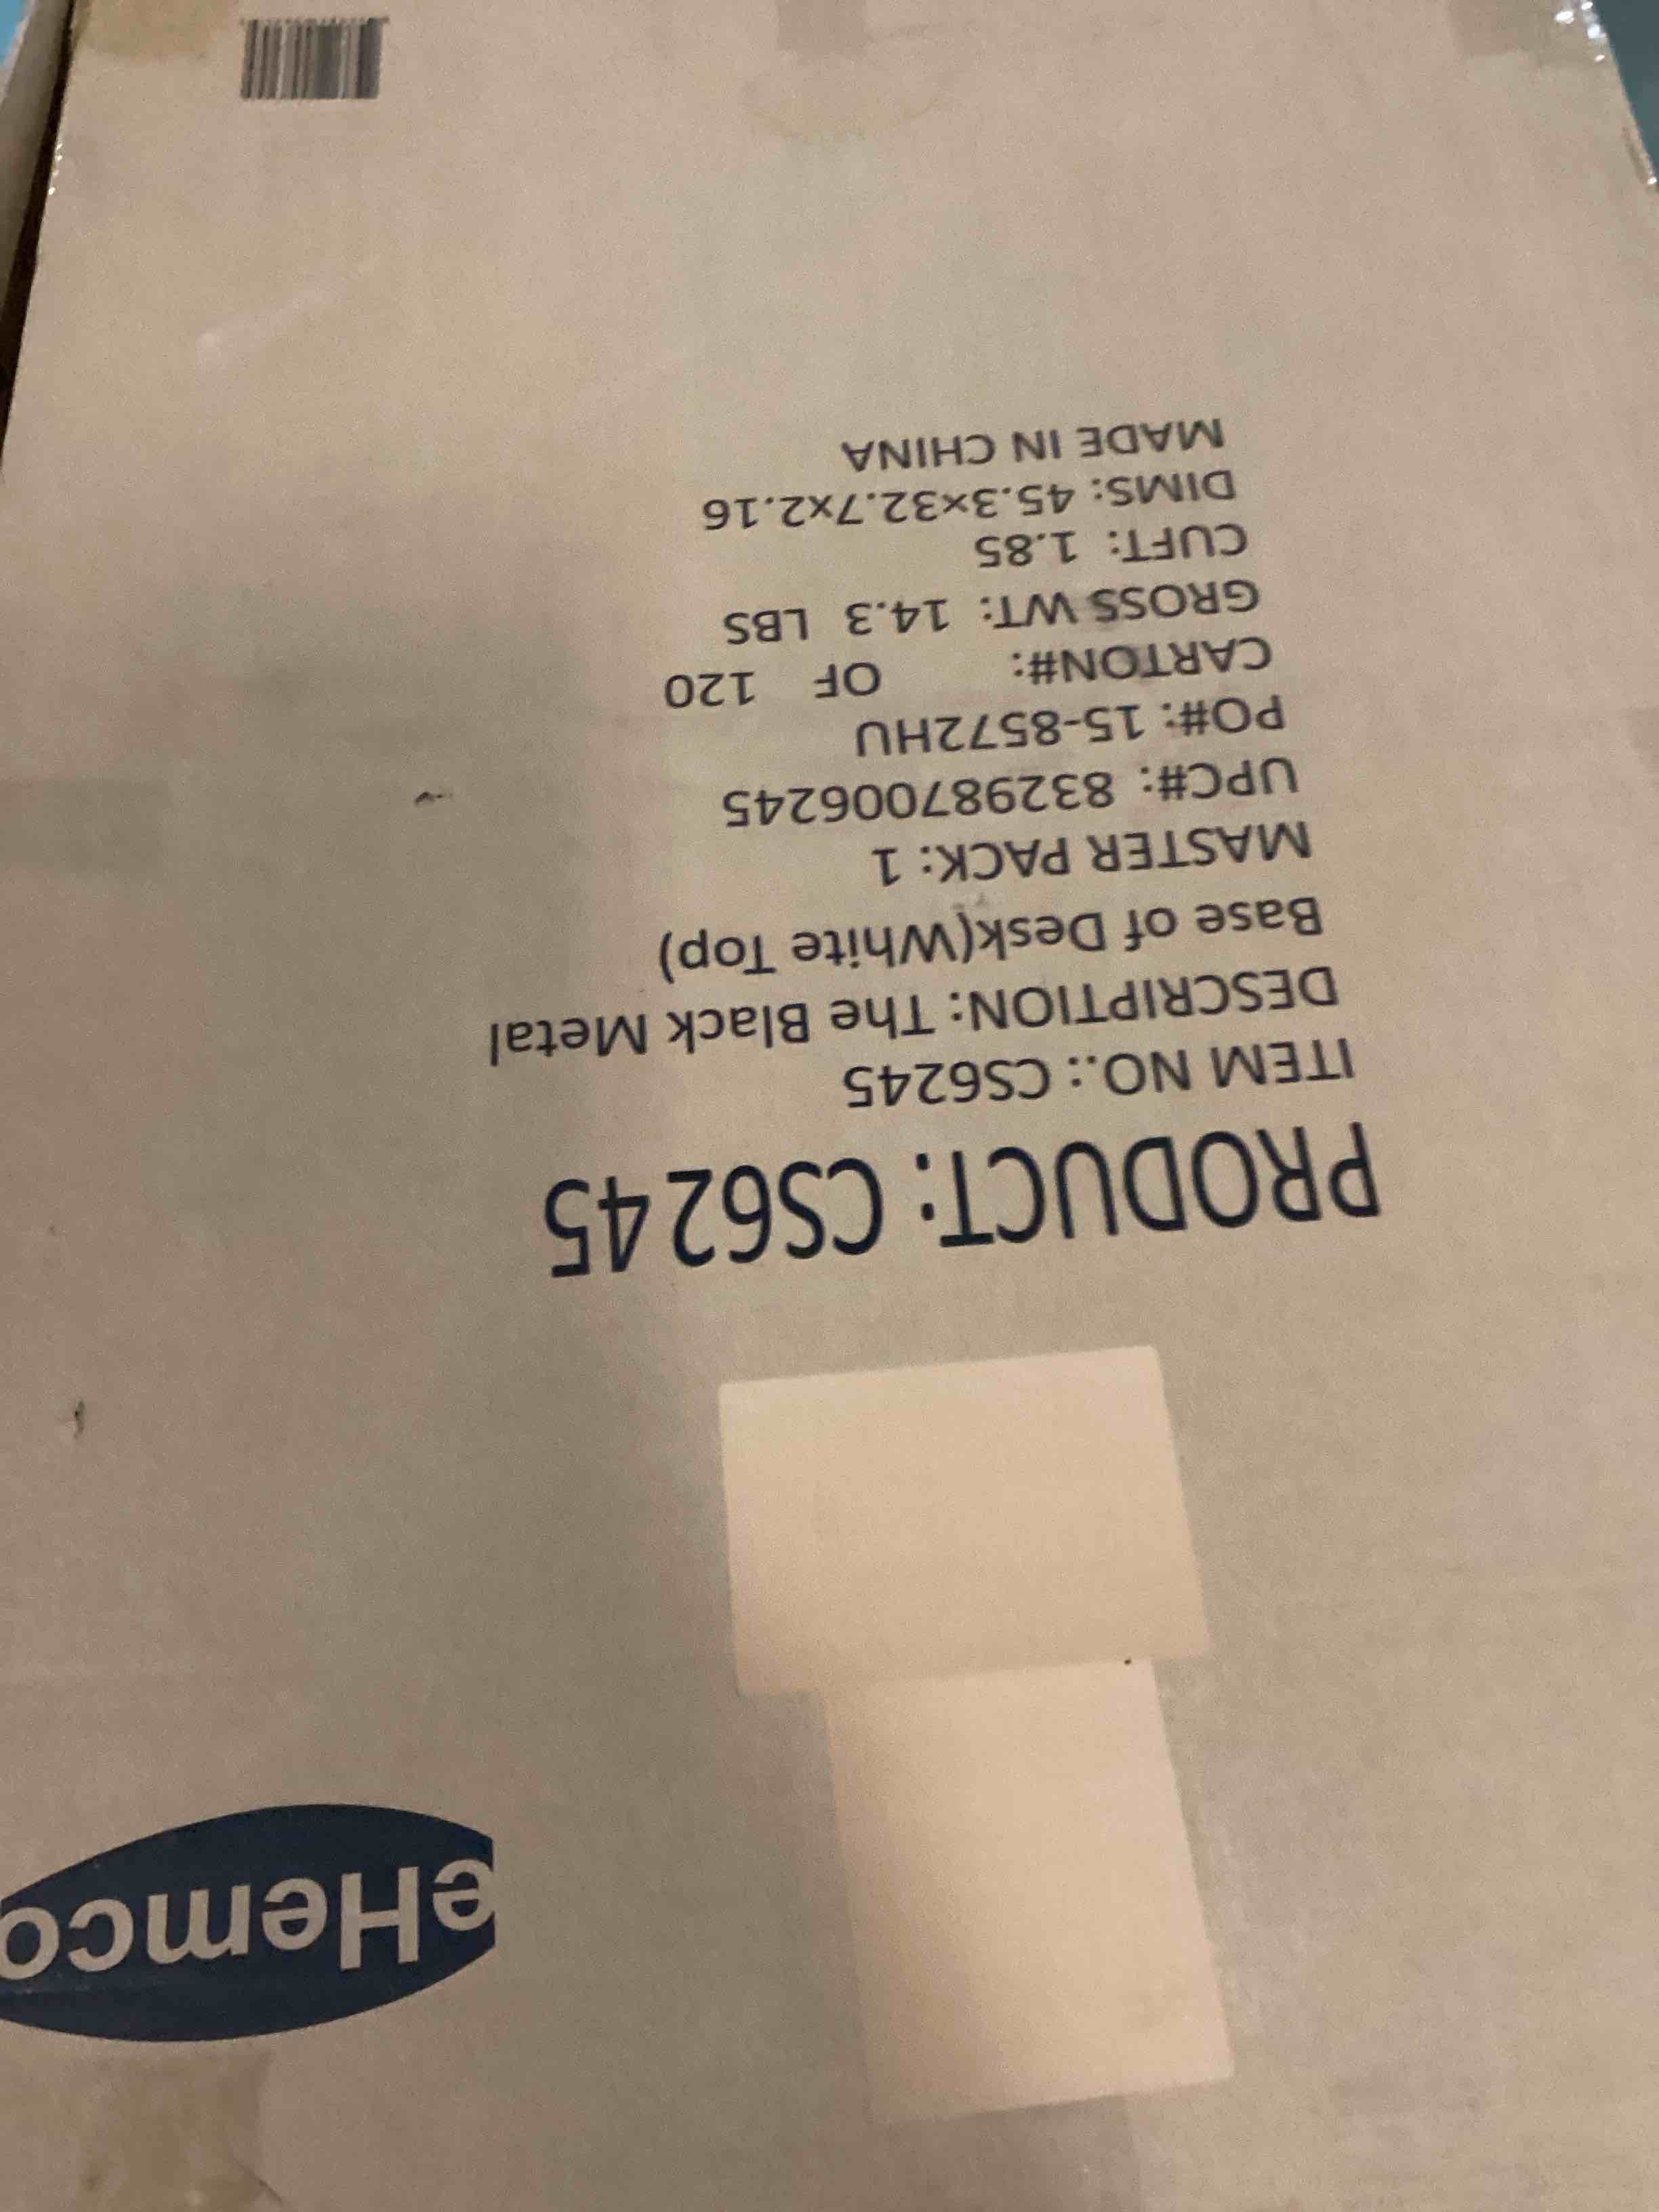 eHemco
PRODUCT: CS6245
ITEM NO.: CS6245
DESCRIPTION: The Black Metal
Base of Desk(White Top)
MASTER PACK: 1
UPC#: 832987006245
PO#: 15-8572HU
CARTON#: OF 120
GROSS WT: 14.3 LBS
CUFT: 1.85
DIMS: 45.3×32.7x2.16
MADE IN CHINA